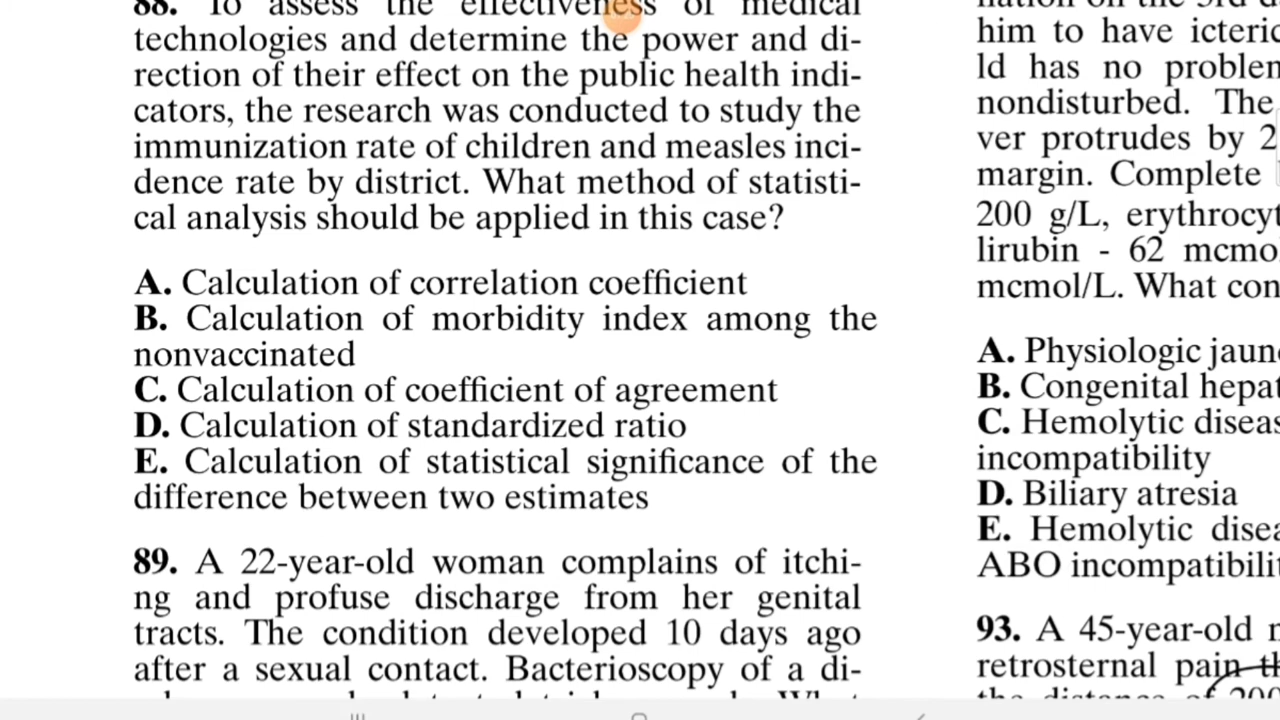 88. To assess the effectiveness of medical
technologies and determine the power and di-
rection of their effect on the public health indi-
cators, the research was conducted to study the
immunization rate of children and measles inci-
dence rate by district. What method of statisti-
cal analysis should be applied in this case?
A. Calculation of correlation coefficient
B. Calculation of morbidity index among the
nonvaccinated
C. Calculation of coefficient of agreement
D. Calculation of standardized ratio
E. Calculation of statistical significance of the
difference between two estimates
89. A 22-year-old woman complains of itchi-
ng and profuse discharge from her genital
tracts. The condition developed 10 days ago
after a sexual contact. Bacterioscopy of a di-
him to have icteric
ld has no problem
nondisturbed. The
ver protrudes by 2
margin. Complete
200 g/L, erythrocyt
lirubin - 62 mcmo
mcmol/L. What con
A. Physiologic jaun
B. Congenital hepat
C. Hemolytic diseas
incompatibility
D. Biliary atresia
E. Hemolytic disea
ABO incompatibilit
93. A 45-year-old
retrosternal pain th
the distance of 200